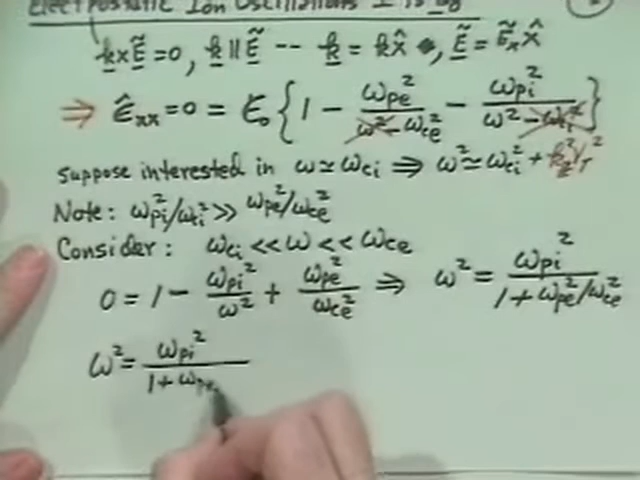 Electrostatic Ion Oscillations ⊥ to B₀
k × Ẽ = 0, k ∥ Ẽ -- k = k x̂, Ẽ = Ẽₓ x̂
⇒ ε̂ₓₓ = 0 = ε₀ { 1 − ωpe² / (ω² − ωce²) − ωpi² / (ω² − ωci²) }
suppose interested in ω ≃ ωci ⇒ ω² ≃ ωci² +
Note: ωpi²/ωci² >> ωpe²/ωce²
Consider: ωci << ω << ωce
0 = 1 − ωpi²/ω² + ωpe²/ωce² ⇒ ω² = ωpi² / (1 + ωpe²/ωce²)
ω² = ωpi² / (1 + ωpe